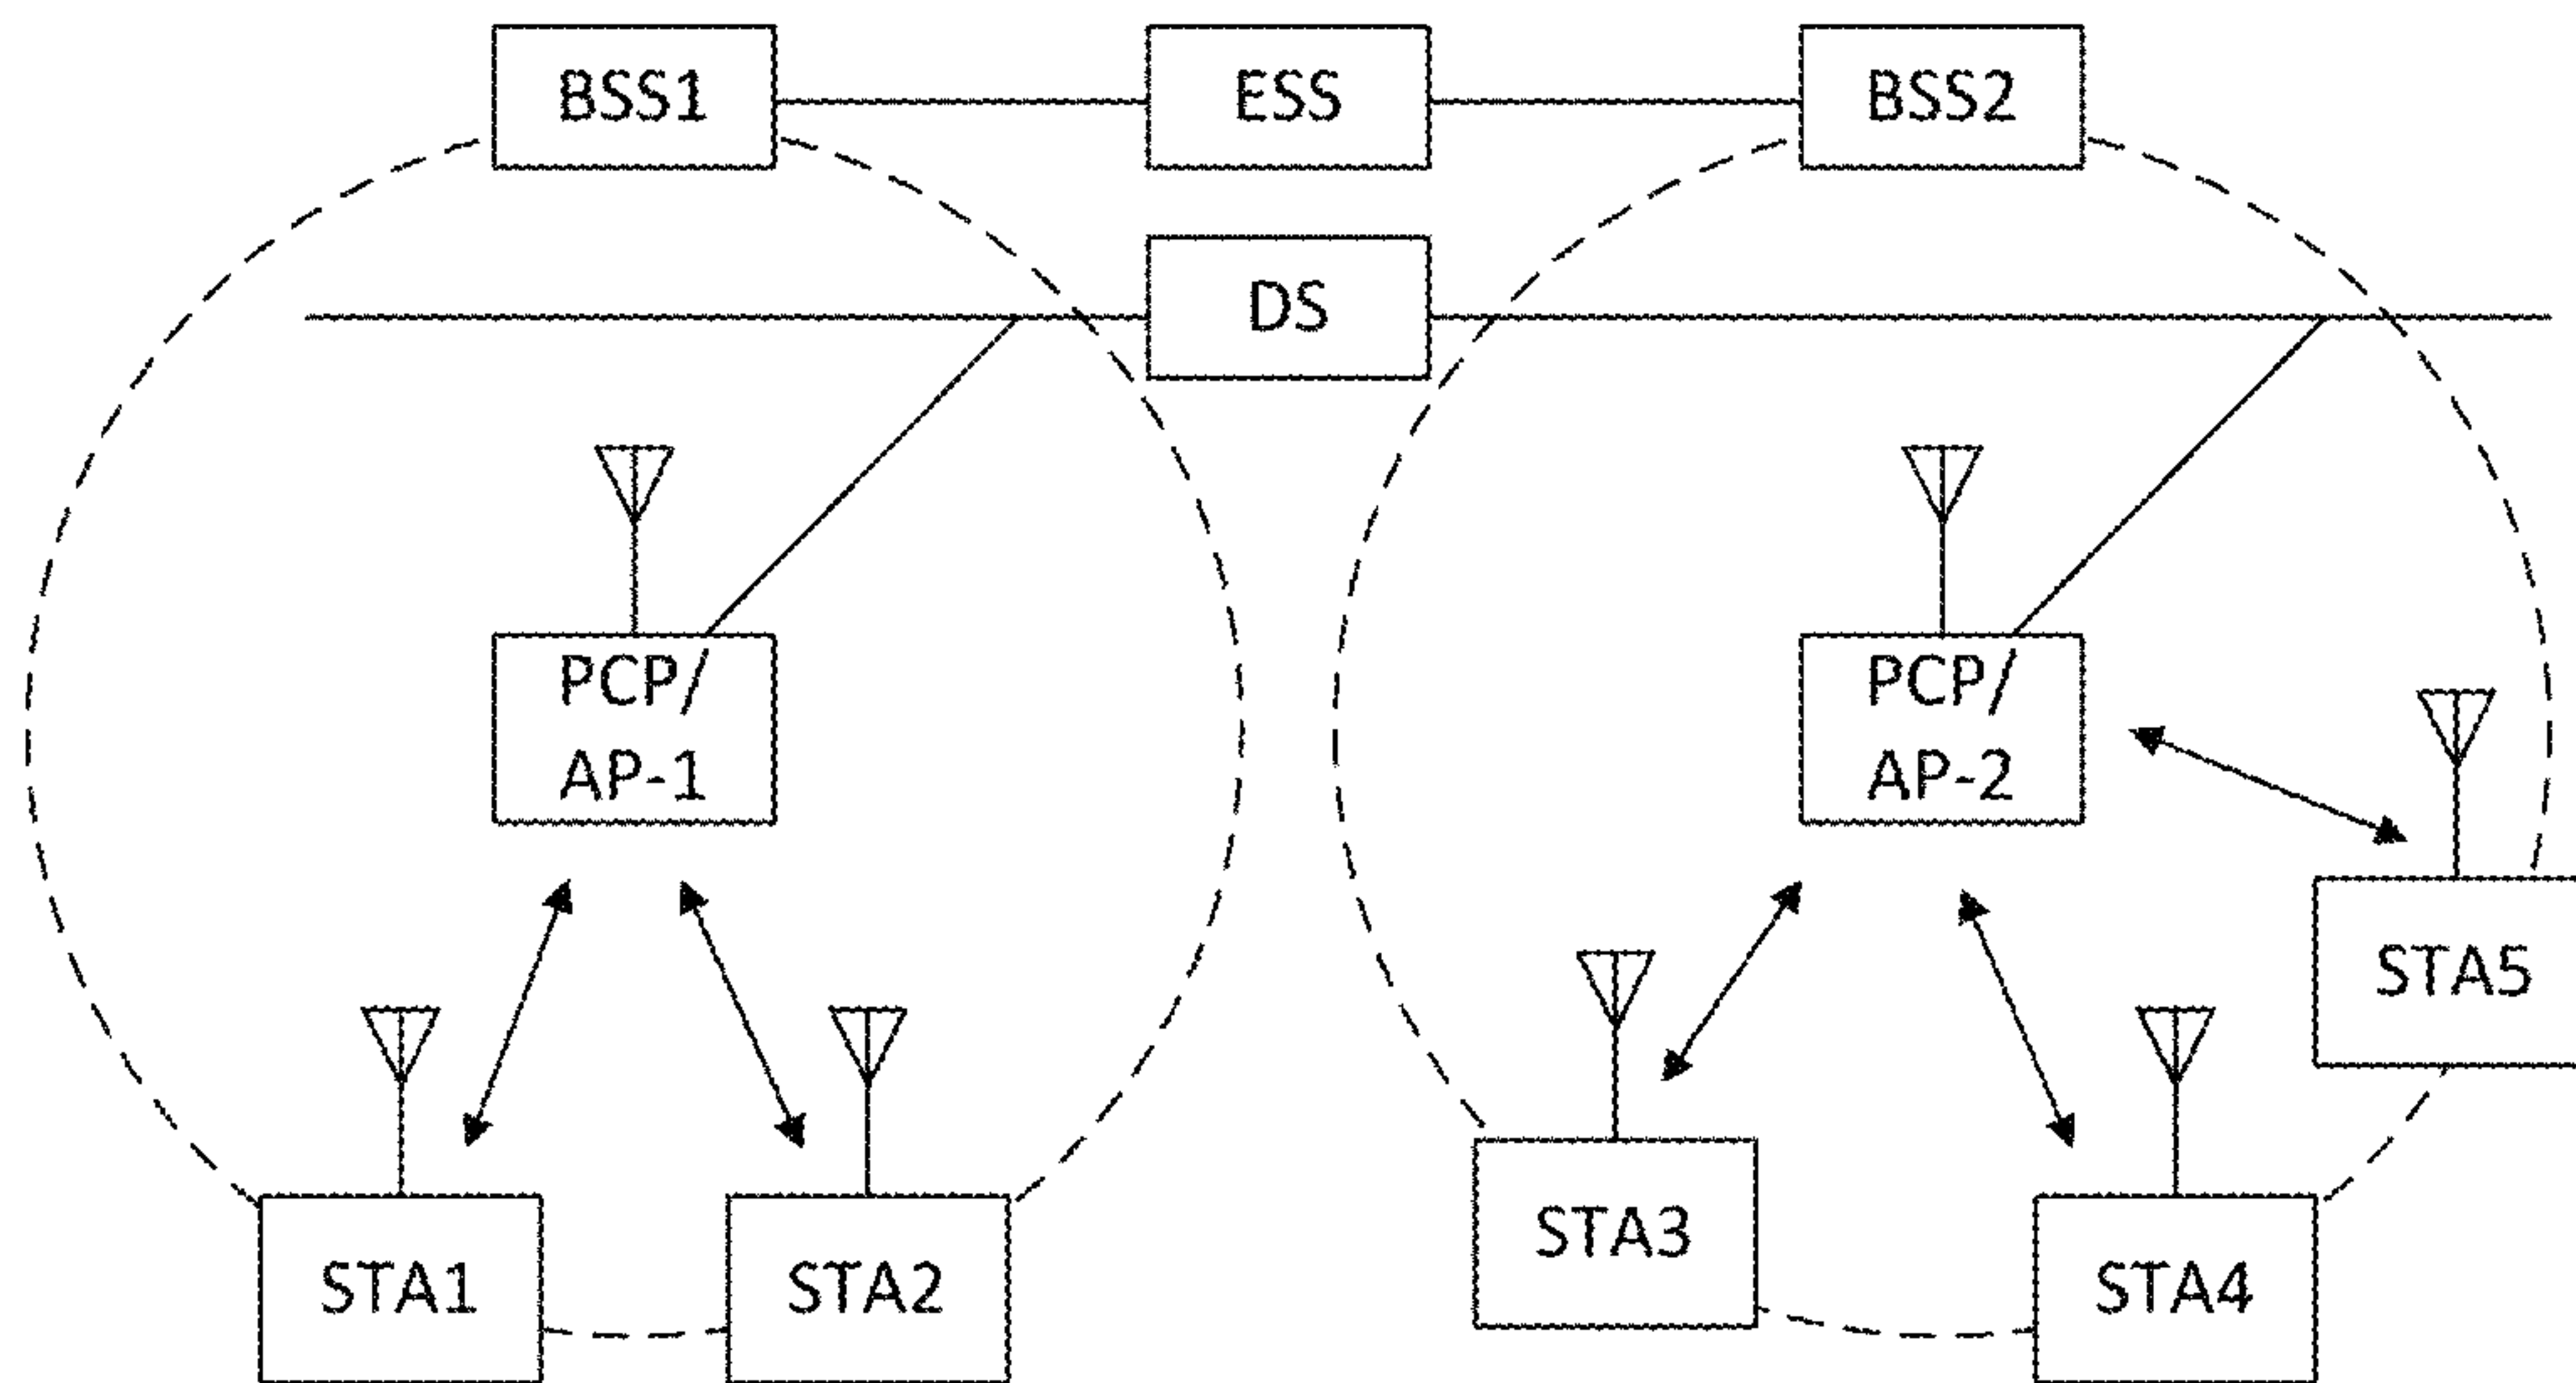 BSS1
ESS
BSS2
DS
PCP/
AP-1
PCP/
AP-2
STA5
STA3
STA1
STA2
STA4